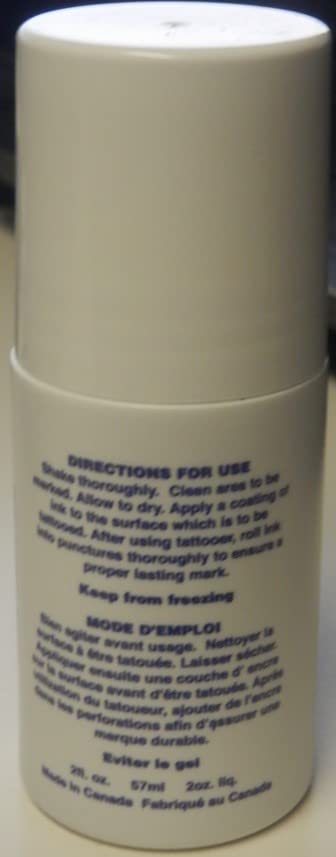 DIRECTIONS FOR USE
Shake thoroughly. Clean area to be
marked. Allow to dry. Apply a coating of
ink to the surface which is to be
tattooed. After using tattooer, roll ink
into punctures thoroughly to ensure a
proper lasting mark.
Keep from freezing
MODE D'EMPLOI
Bien agiter avant usage. Nettoyer la
surface à être tatouée. Laisser sécher.
Appliquer ensuite une couche d' encre
sur la surface avant d'être tatouée. Après
utilisation du tatoueur, ajouter de l'encre
dans les perforations afin d'assurer une
marque durable.
Eviter le gel
2fl. oz. 57ml 2oz. liq.
Made in Canada Fabriqué au Canada